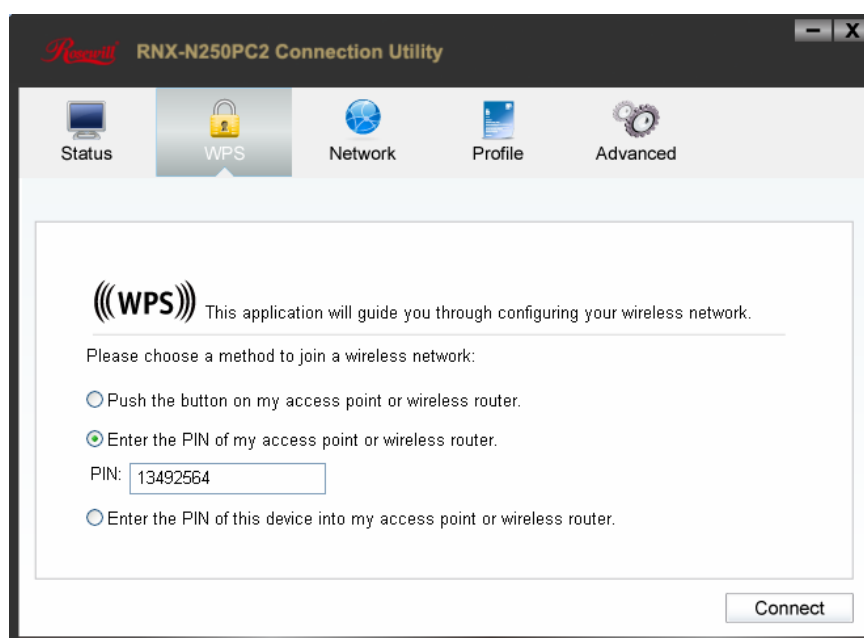 Rosewill RNX-N250PC2 Connection Utility
X
Status WPS Network Profile Advanced
((( WPS ))) This application will guide you through configuring your wireless network.
Please choose a method to join a wireless network:
Push the button on my access point or wireless router.
Enter the PIN of my access point or wireless router.
PIN: 13492564
Enter the PIN of this device into my access point or wireless router.
Connect